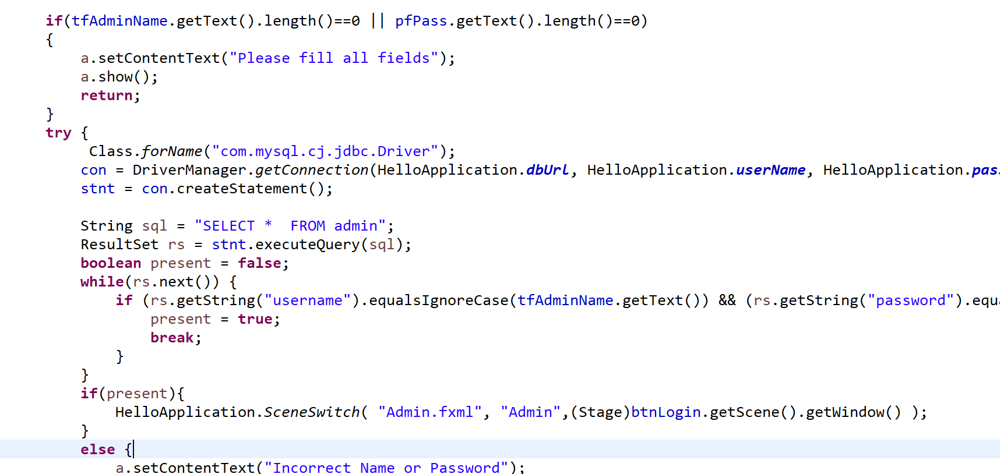 if(tfAdminName.getText().length()==0 || pfPass.getText().length()==0)
{
a.setContentText("Please fill all fields");
a.show();
return;
}
try {
Class.forName("com.mysql.cj.jdbc.Driver");
con = DriverManager.getConnection(HelloApplication.dbUrl, HelloApplication.userName, HelloApplication.pas
stnt = con.createStatement();
String sql = "SELECT *  FROM admin";
ResultSet rs = stnt.executeQuery(sql);
boolean present = false;
while(rs.next()) {
if (rs.getString("username").equalsIgnoreCase(tfAdminName.getText()) && (rs.getString("password").equ
present = true;
break;
}
}
if(present){
HelloApplication.SceneSwitch( "Admin.fxml", "Admin",(Stage)btnLogin.getScene().getWindow() );
}
else {
a.setContentText("Incorrect Name or Password");